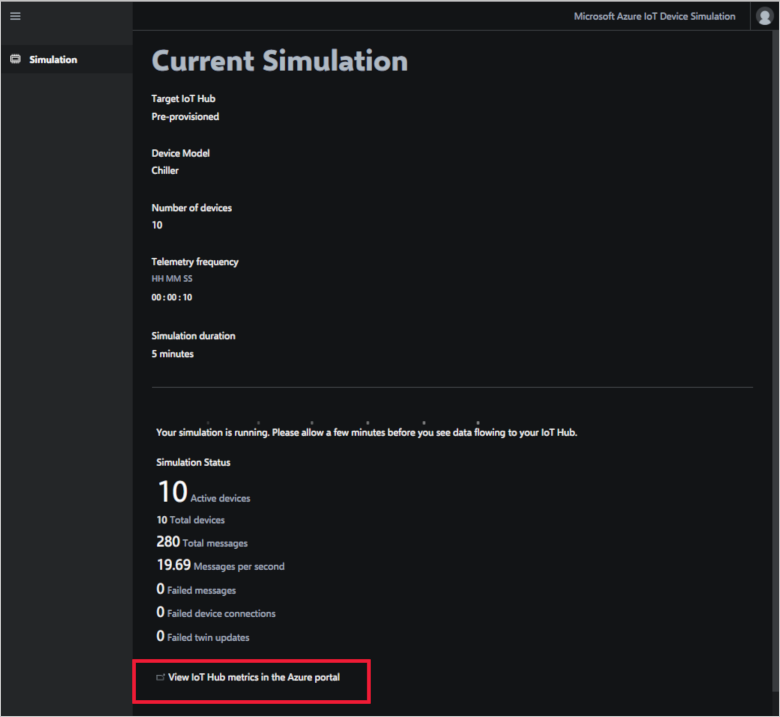 Microsoft Azure IoT Device Simulation
Simulation
Current Simulation
Target IoT Hub
Pre-provisioned
Device Model
Chiller
Number of devices
10
Telemetry frequency
HH MM SS
00 : 00 : 10
Simulation duration
5 minutes
Your simulation is running. Please allow a few minutes before you see data flowing to your IoT Hub.
Simulation Status
10 Active devices
10 Total devices
280 Total messages
19.69 Messages per second
0 Failed messages
0 Failed device connections
0 Failed twin updates
View IoT Hub metrics in the Azure portal